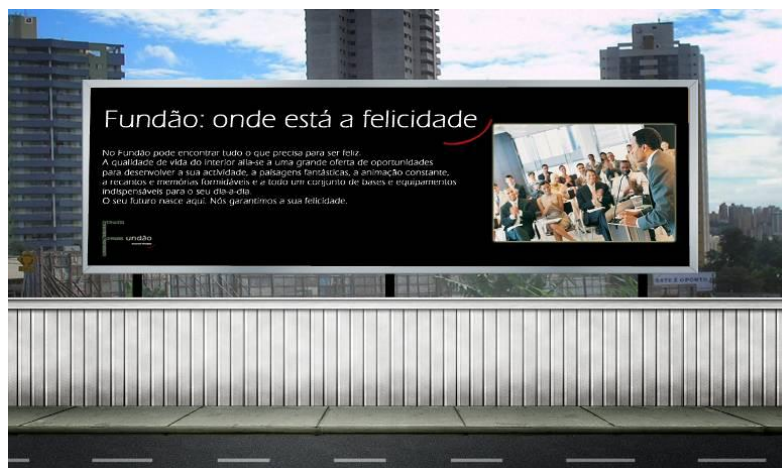 Fundão: onde está a felicidade
No Fundão pode encontrar tudo o que precisa para ser feliz.
A qualidade de vida do interior alia-se a uma grande oferta de oportunidades
para desenvolver a sua actividade, a paisagens fantásticas, a animação constante,
a recantos e memórias formidáveis e a todo um conjunto de bases e equipamentos
indispensáveis para o seu dia-a-dia.
O seu futuro nasce aqui. Nós garantimos a sua felicidade.
undão
ESTE É O PONTO